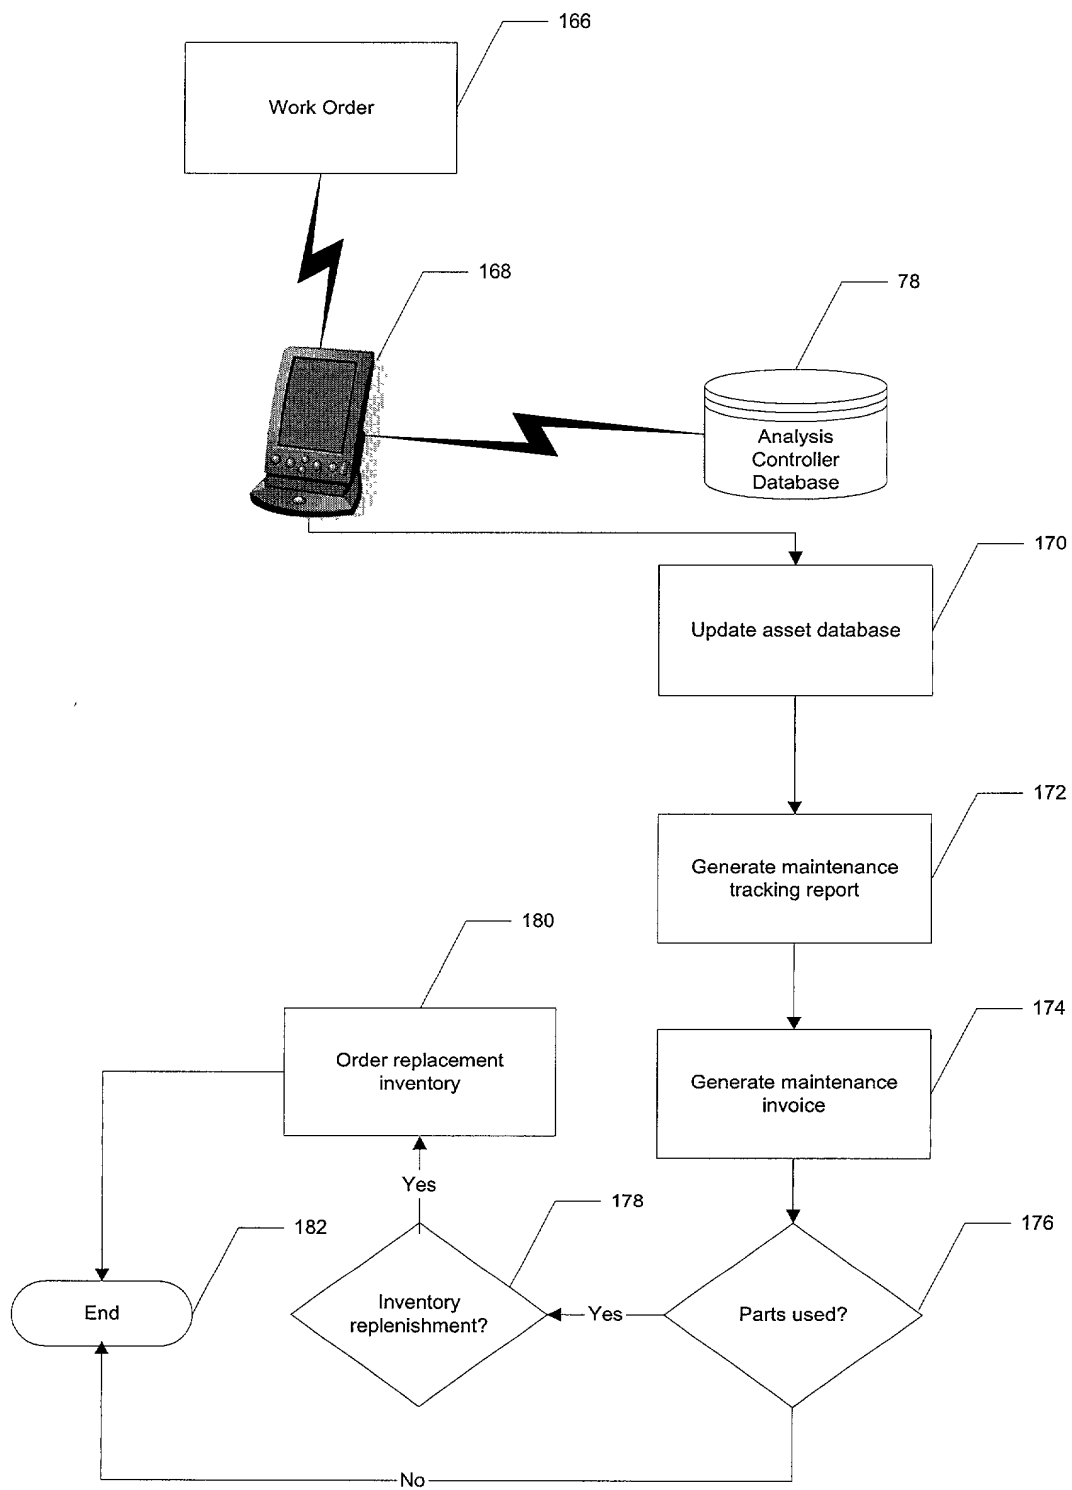 166
Work Order
168
78
Analysis
Controller
Database
170
Update asset database
172
Generate maintenance
tracking report
180
174
Order replacement
inventory
Generate maintenance
invoice
Yes
178
182
176
End
Inventory
replenishment?
Yes
Parts used?
No